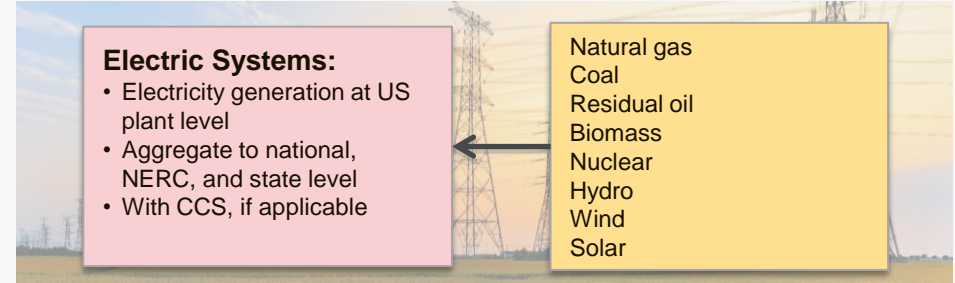 Electric Systems:
• Electricity generation at US
plant level
• Aggregate to national,
NERC, and state level
• With CCS, if applicable
Natural gas
Coal
Residual oil
Biomass
Nuclear
Hydro
Wind
Solar